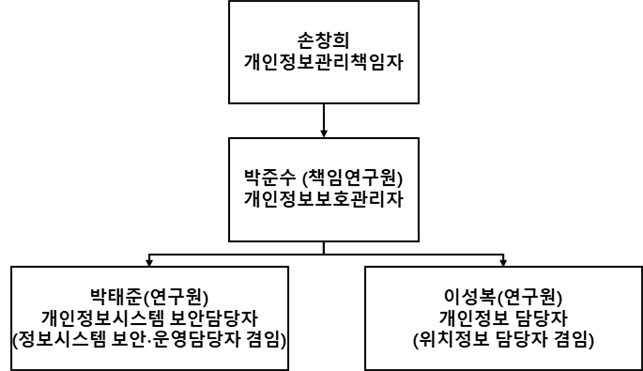 손창희
개인정보관리책임자
박준수 (책임연구원)
개인정보보호관리자
박태준(연구원)
개인정보시스템 보안담당자
(정보시스템 보안·운영담당자 겸임)
이성복(연구원)
개인정보 담당자
(위치정보 담당자 겸임)